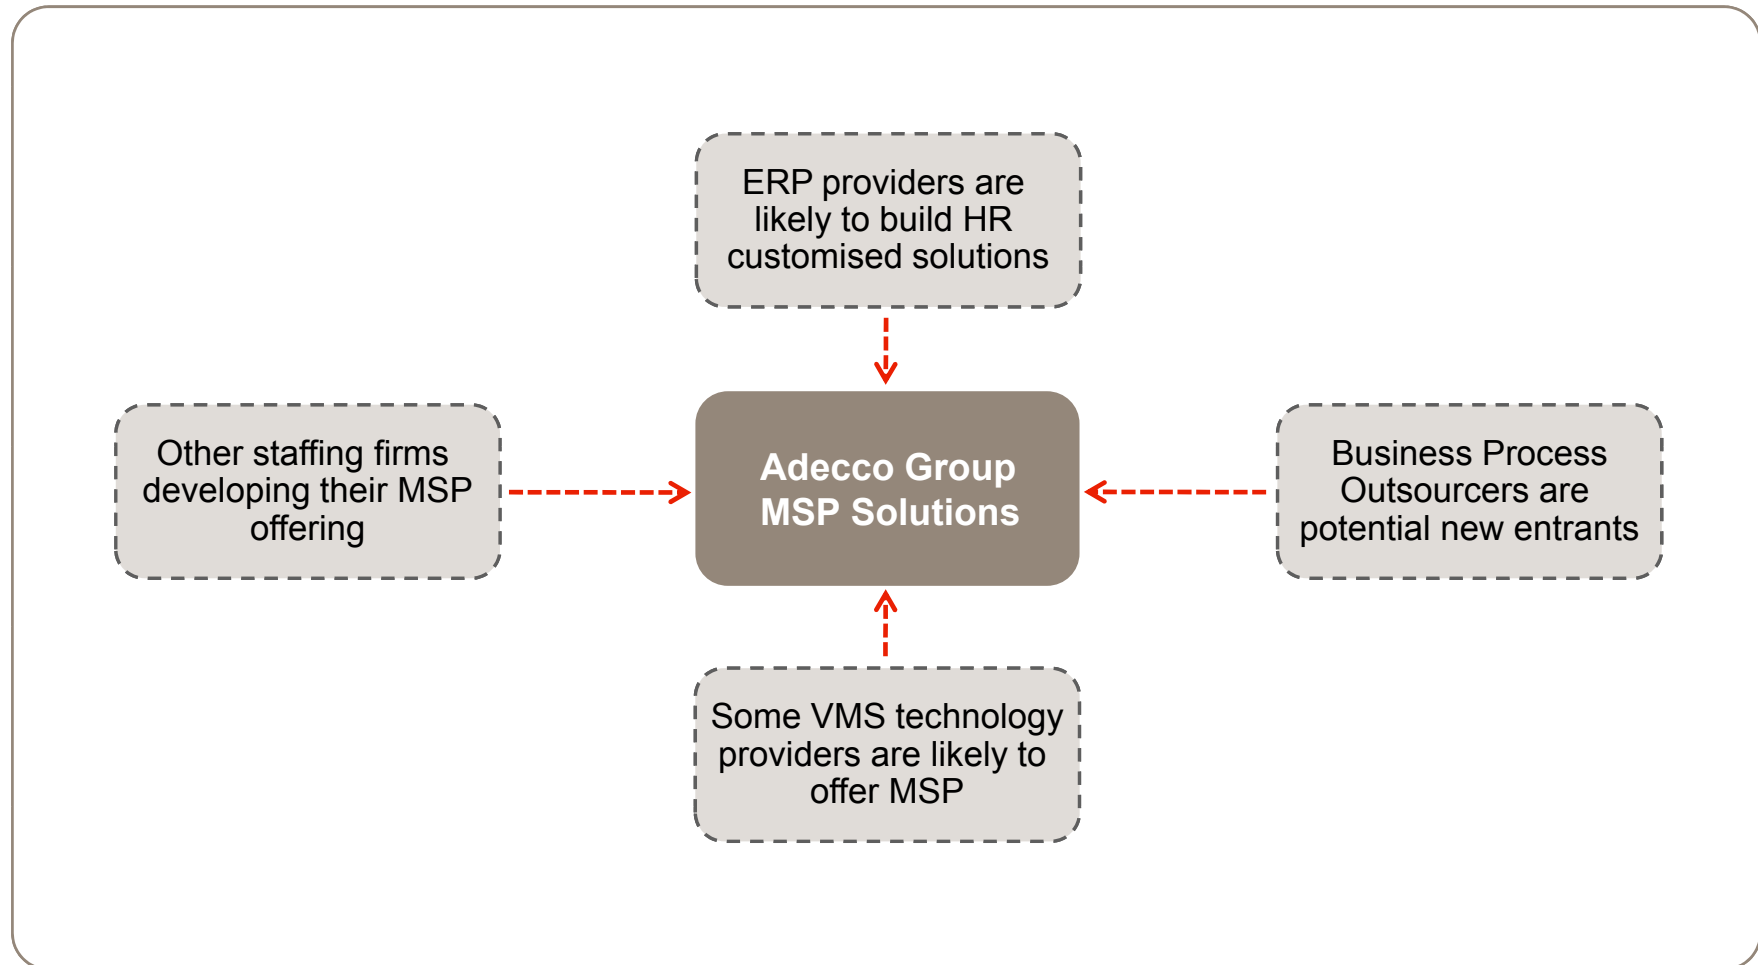 ERP providers are
likely to build HR
customised solutions
Other staffing firms
developing their MSP
offering
Adecco Group
MSP Solutions
Business Process
Outsourcers are
potential new entrants
Some VMS technology
providers are likely to
offer MSP